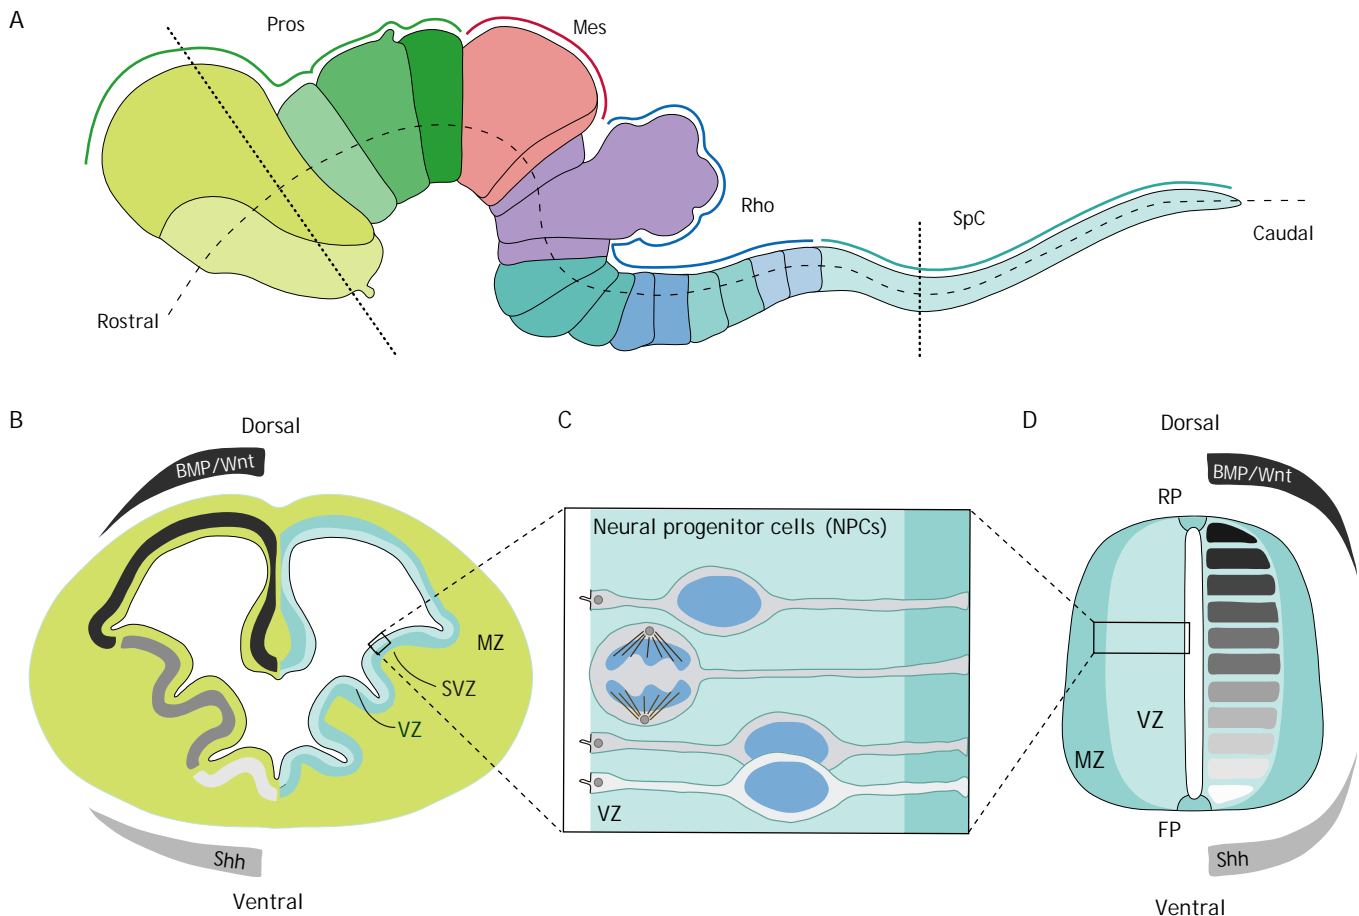 A
Pros
Mes
Rho
SpC
Caudal
Rostral
B
Dorsal
BMP/Wnt
MZ
SVZ
VZ
Shh
Ventral
C
Neural progenitor cells (NPCs)
VZ
D
Dorsal
BMP/Wnt
RP
VZ
MZ
FP
Shh
Ventral